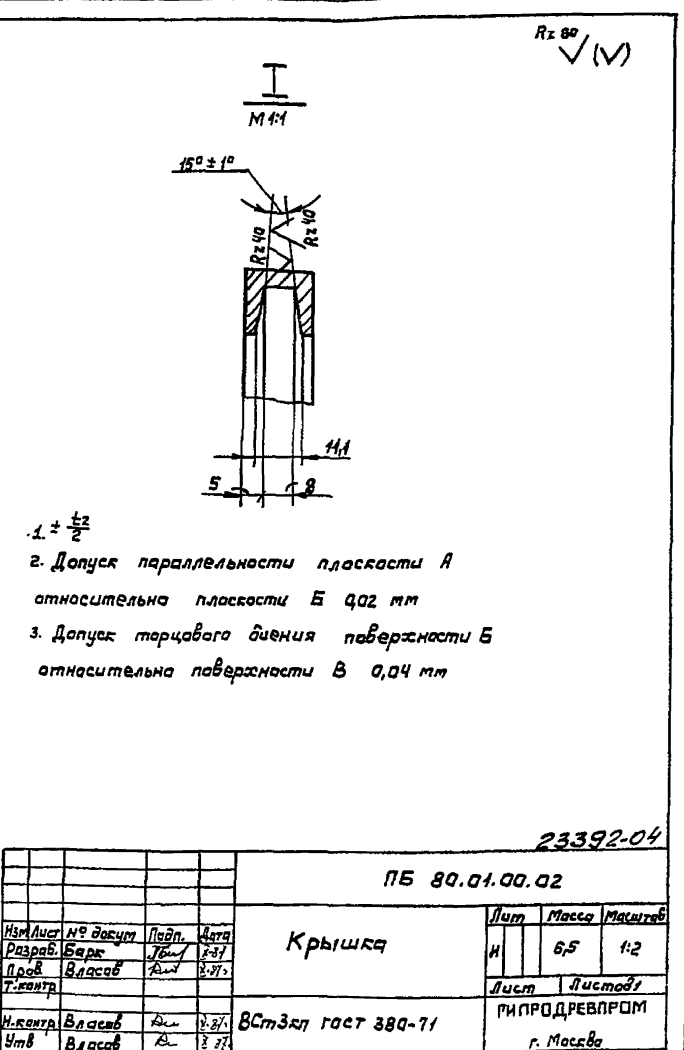 Rz 80 (√)
I
М 1:1
15° ± 1°
Rz 40
Rz 40
11,1
5
8
1. ± t2/2
2. Допуск параллельности плоскости А
относительно плоскости Б 0,02 мм
3. Допуск торцового биения поверхности Б
относительно поверхности В 0,04 мм
23392-04
ПБ 80.01.00.02
Изм Лист № докум Подп. Дата
Разраб. Барк
Пров. Власов
Т.контр
Н.контр Власов
Утв Власов
Крышка
Лит Масса Масштаб
И 6,5 1:2
Лист Листов 1
ВСт3кп ГОСТ 380-71
ГИПРОДРЕВПРОМ
г. Москва